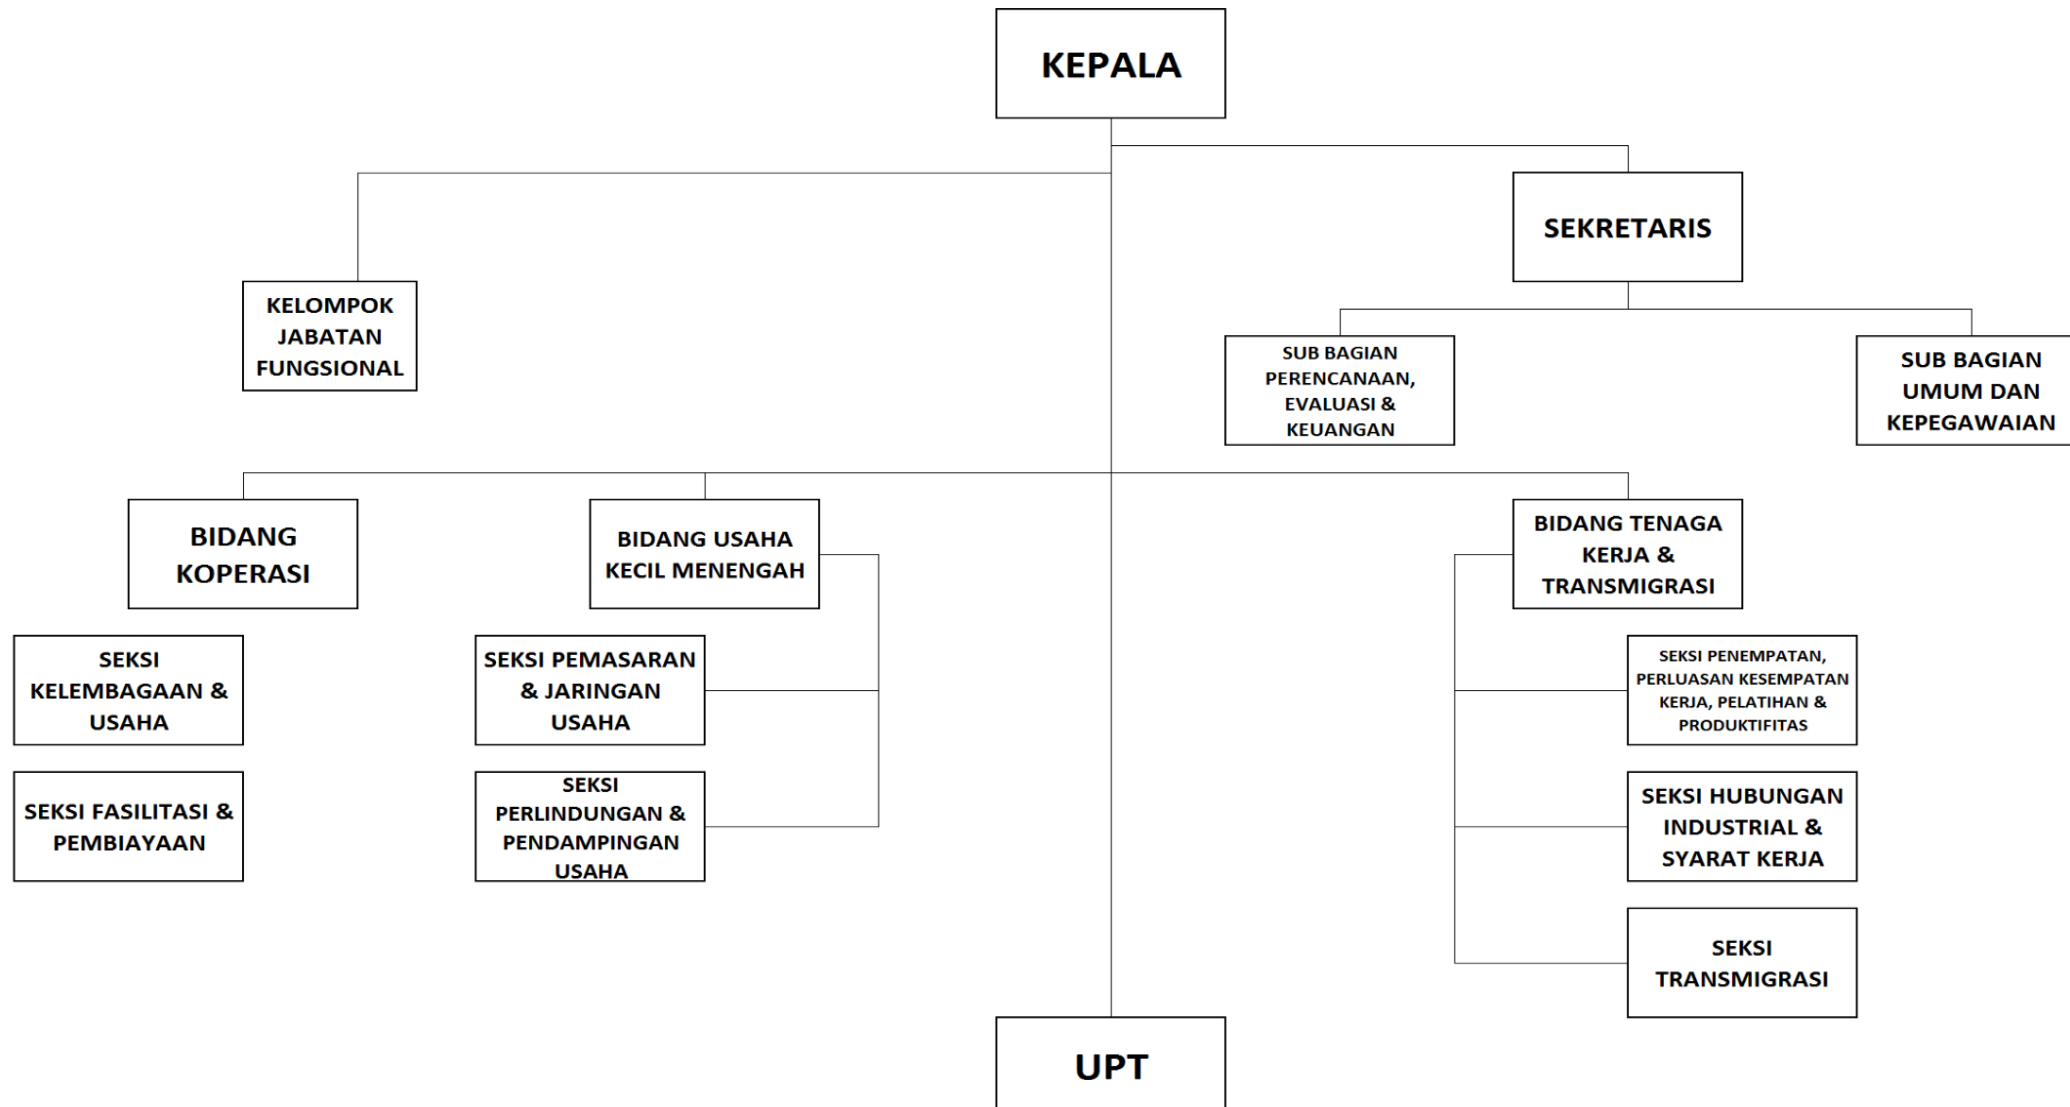 KEPALA
SEKRETARIS
KELOMPOK
JABATAN
FUNGSIONAL
SUB BAGIAN
PERENCANAAN,
EVALUASI &
KEUANGAN
SUB BAGIAN
UMUM DAN
KEPEGAWAIAN
BIDANG
KOPERASI
BIDANG USAHA
KECIL MENENGAH
BIDANG TENAGA
KERJA &
TRANSMIGRASI
SEKSI
KELEMBAGAAN &
USAHA
SEKSI PEMASARAN
& JARINGAN
USAHA
SEKSI PENEMPATAN,
PERLUASAN KESEMPATAN
KERJA, PELATIHAN &
PRODUKTIFITAS
SEKSI FASILITASI &
PEMBIAYAAN
SEKSI
PERLINDUNGAN &
PENDAMPINGAN
USAHA
SEKSI HUBUNGAN
INDUSTRIAL &
SYARAT KERJA
SEKSI
TRANSMIGRASI
UPT